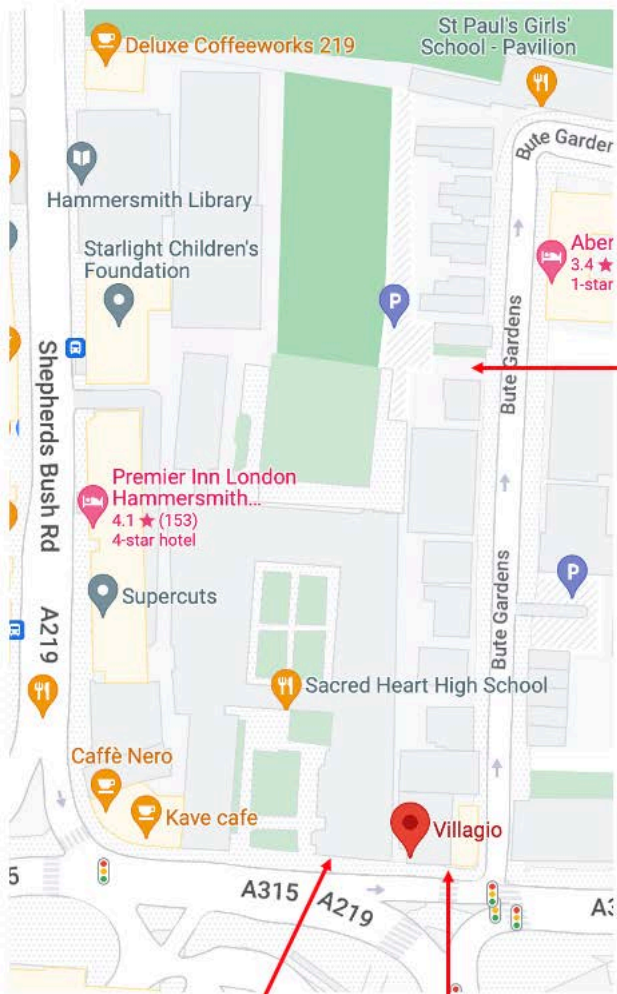 St Paul's Girls'
School - Pavilion
Deluxe Coffeeworks 219
Bute Garden
Hammersmith Library
Starlight Children's
Foundation
Aber
3.4 ★
1-star
P
Bute Gardens
Shepherds Bush Rd
Premier Inn London
Hammersmith...
4.1 ★ (153)
4-star hotel
P
Supercuts
Bute Gardens
A219
Sacred Heart High School
Caffè Nero
Kave cafe
Villagio
5
A315
A219
A3